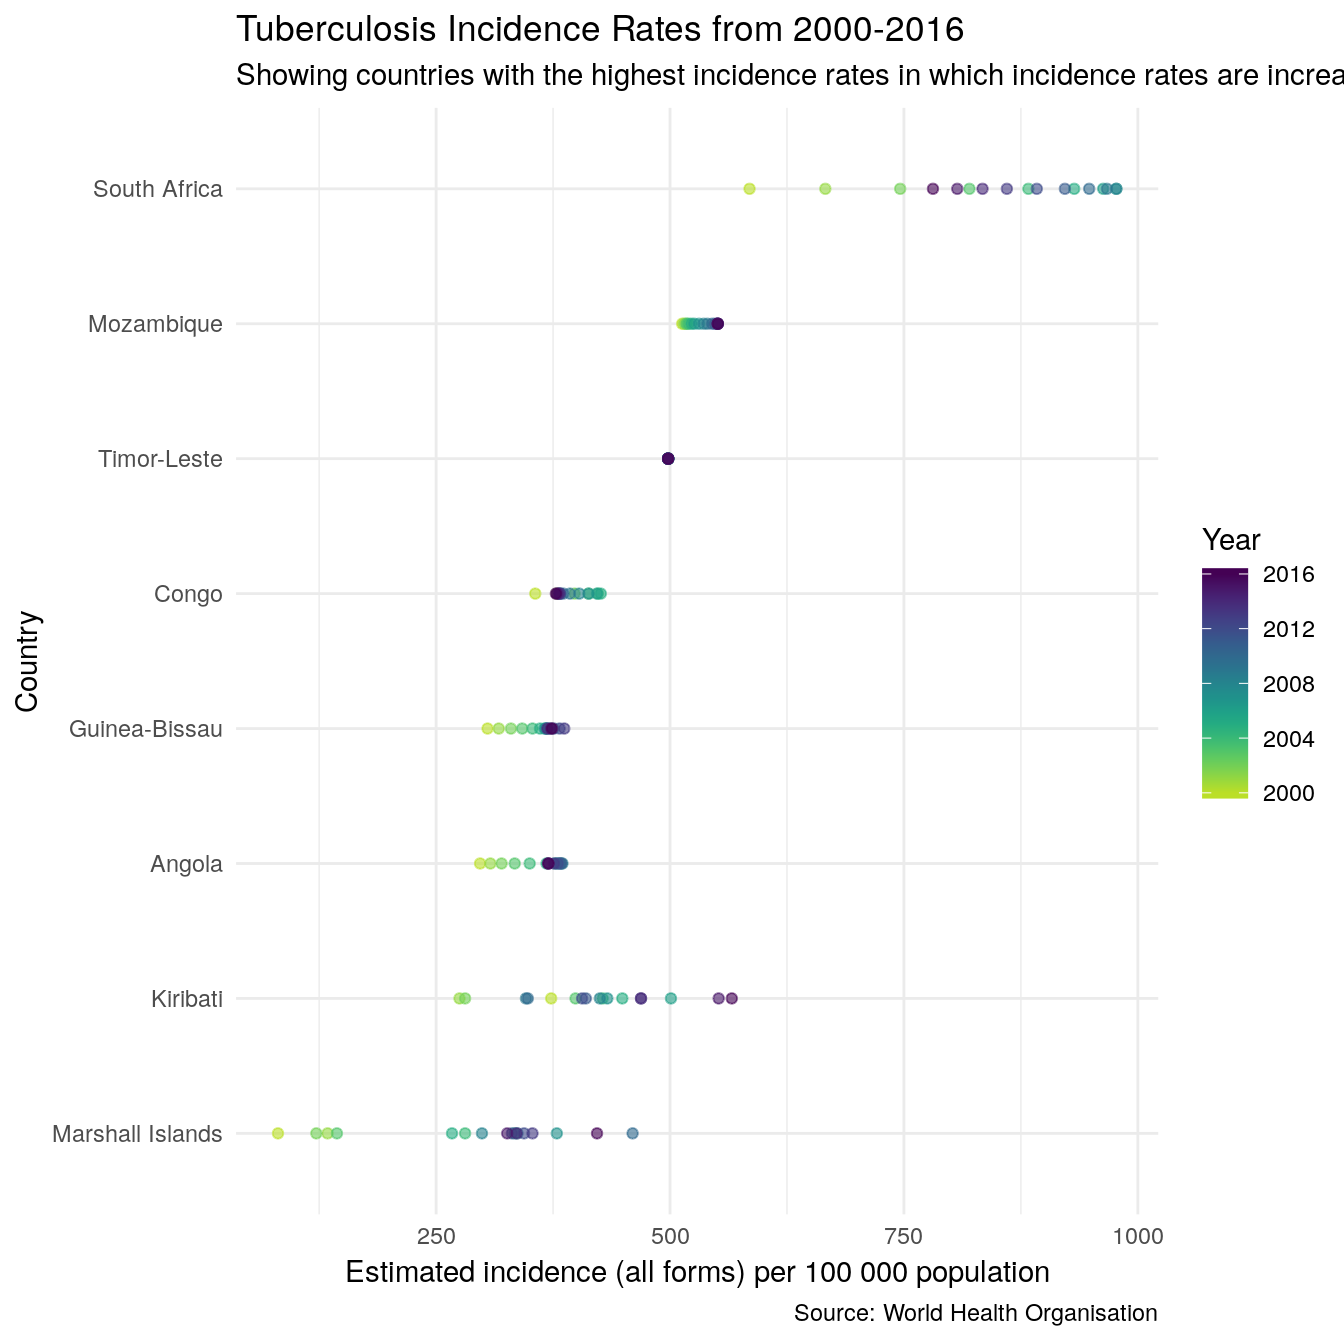 Tuberculosis Incidence Rates from 2000-2016
Showing countries with the highest incidence rates in which incidence rates are increa
South Africa
Mozambique
Timor-Leste
Congo
Guinea-Bissau
Angola
Kiribati
Marshall Islands
Country
250 500 750 1000
Estimated incidence (all forms) per 100 000 population
Source: World Health Organisation
Year
2016
2012
2008
2004
2000